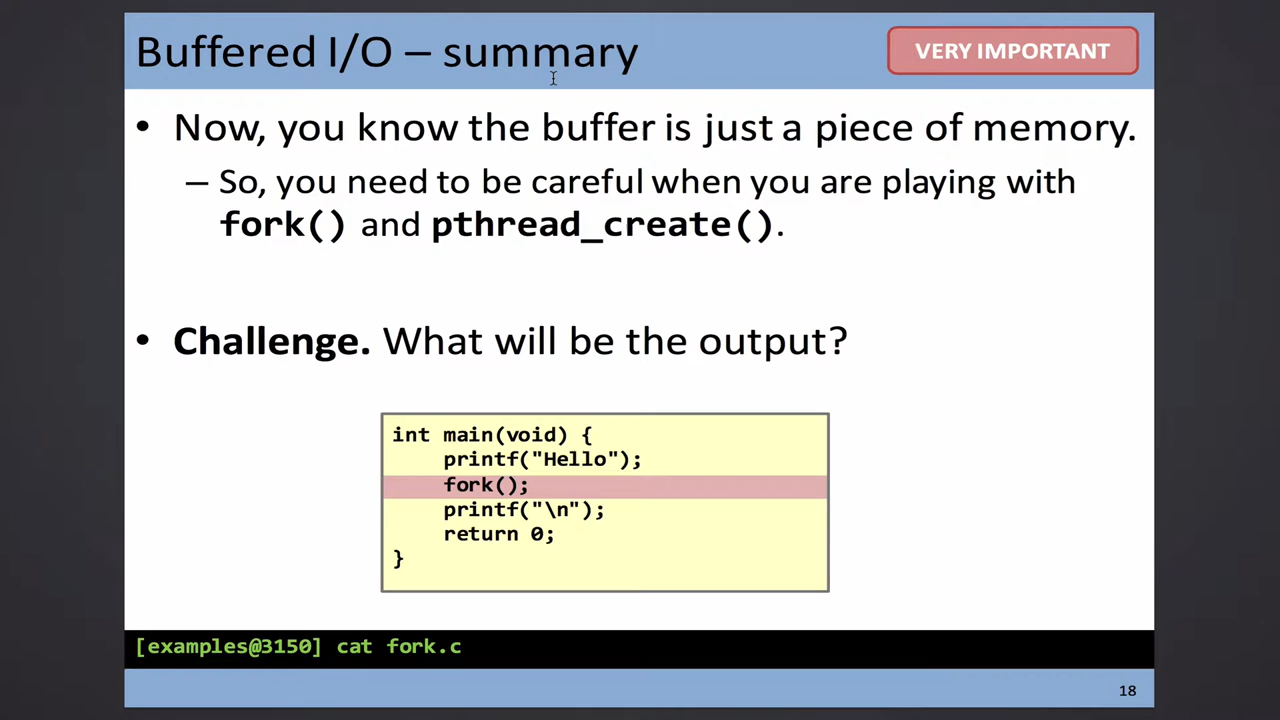 Buffered I/O – summary
VERY IMPORTANT
• Now, you know the buffer is just a piece of memory.
– So, you need to be careful when you are playing with
fork() and pthread_create().
• Challenge. What will be the output?
int main(void) {
    printf("Hello");
    fork();
    printf("\n");
    return 0;
}
[examples@3150] cat fork.c
18